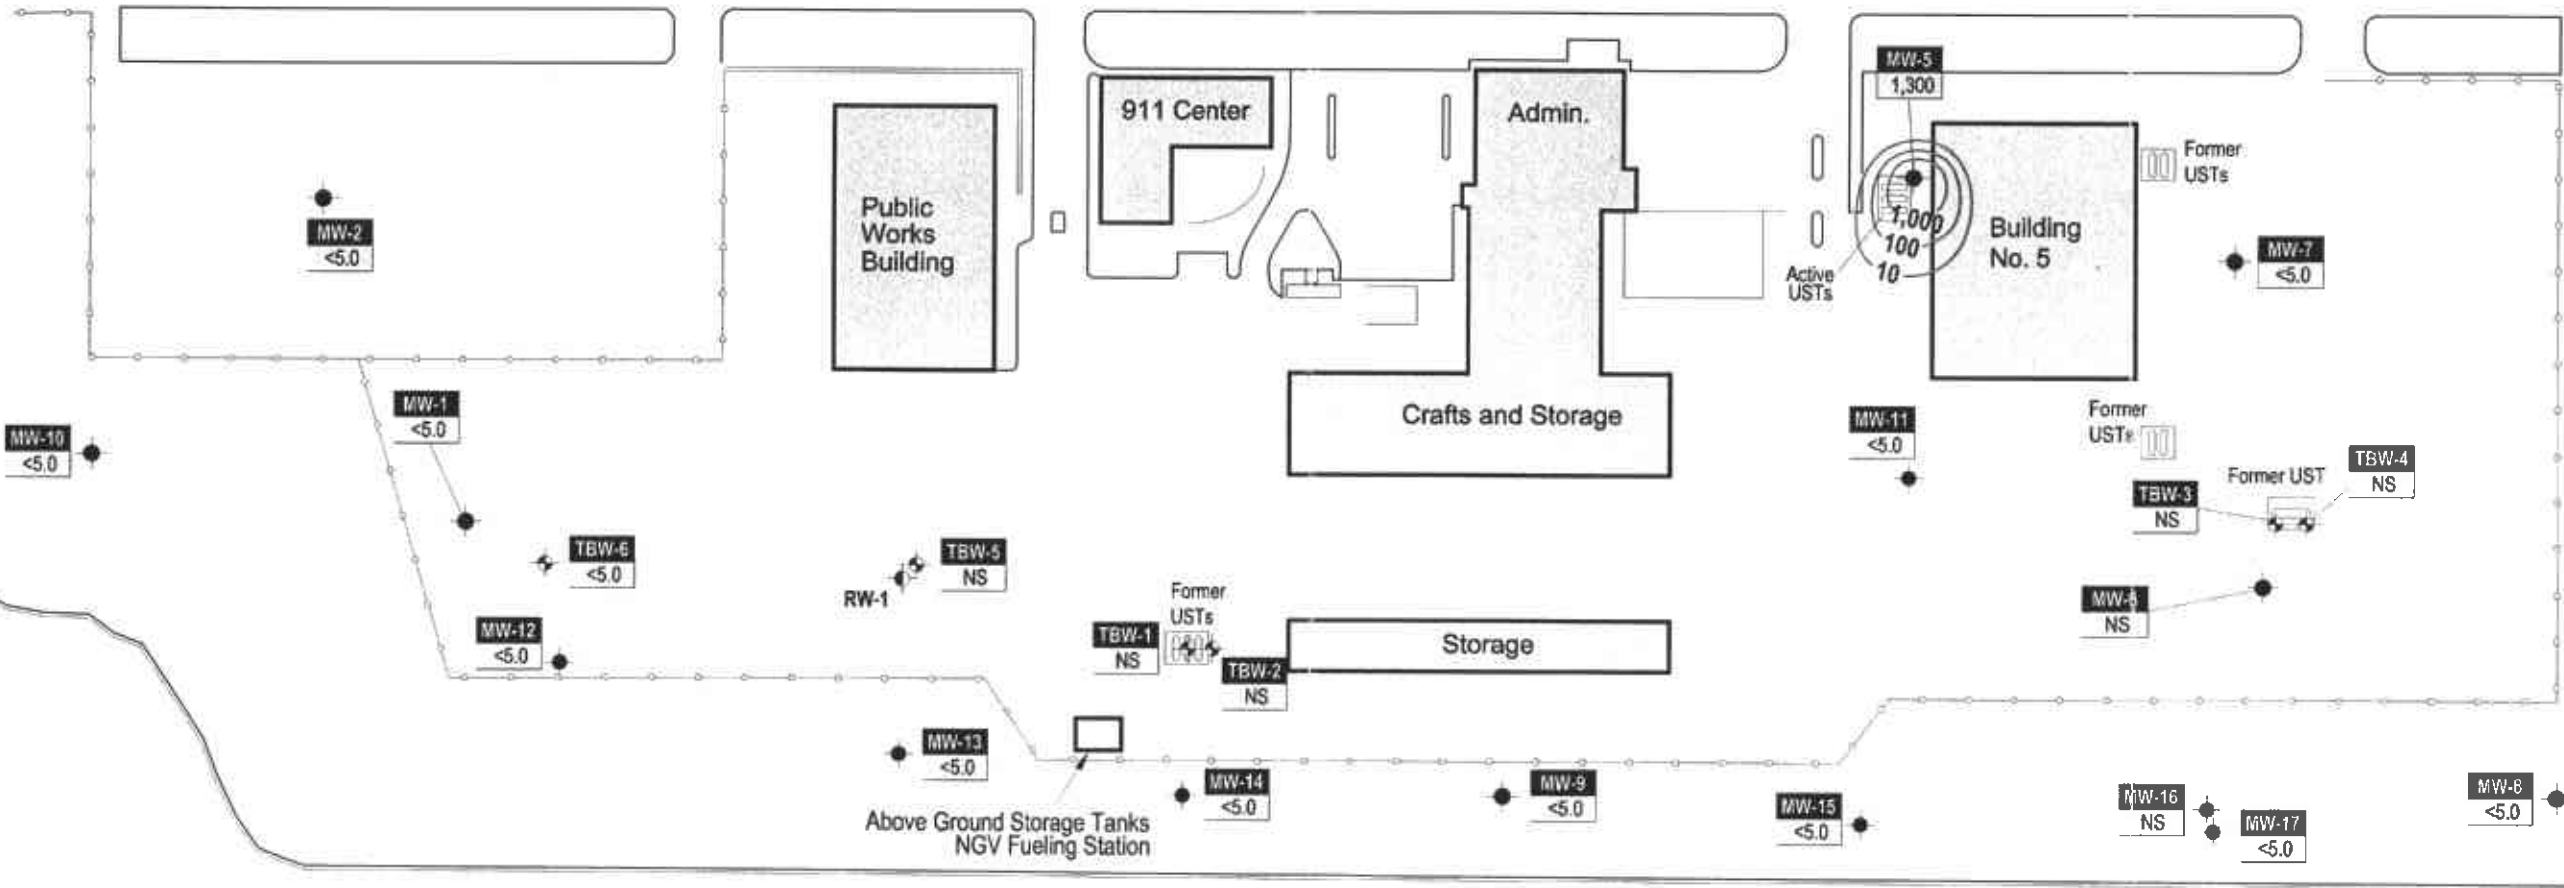 MW-5
1,300
911 Center
Admin.
Former
USTs
MW-2
<5.0
Public
Works
Building
1,000
100
10
Building
No. 5
MW-7
<5.0
Active
USTs
MW-1
<5.0
MW-10
<5.0
Crafts and Storage
MW-11
<5.0
Former
USTs
Former UST
TBW-4
NS
TBW-3
NS
TBW-6
<5.0
TBW-5
NS
RW-1
Former
USTs
NS
MW-12
<5.0
TBW-1
NS
Storage
TBW-2
NS
MW-13
<5.0
MW-14
<5.0
MW-9
<5.0
MW-15
<5.0
MW-16
NS
MW-17
<5.0
<5.0
Above Ground Storage Tanks
NGV Fueling Station